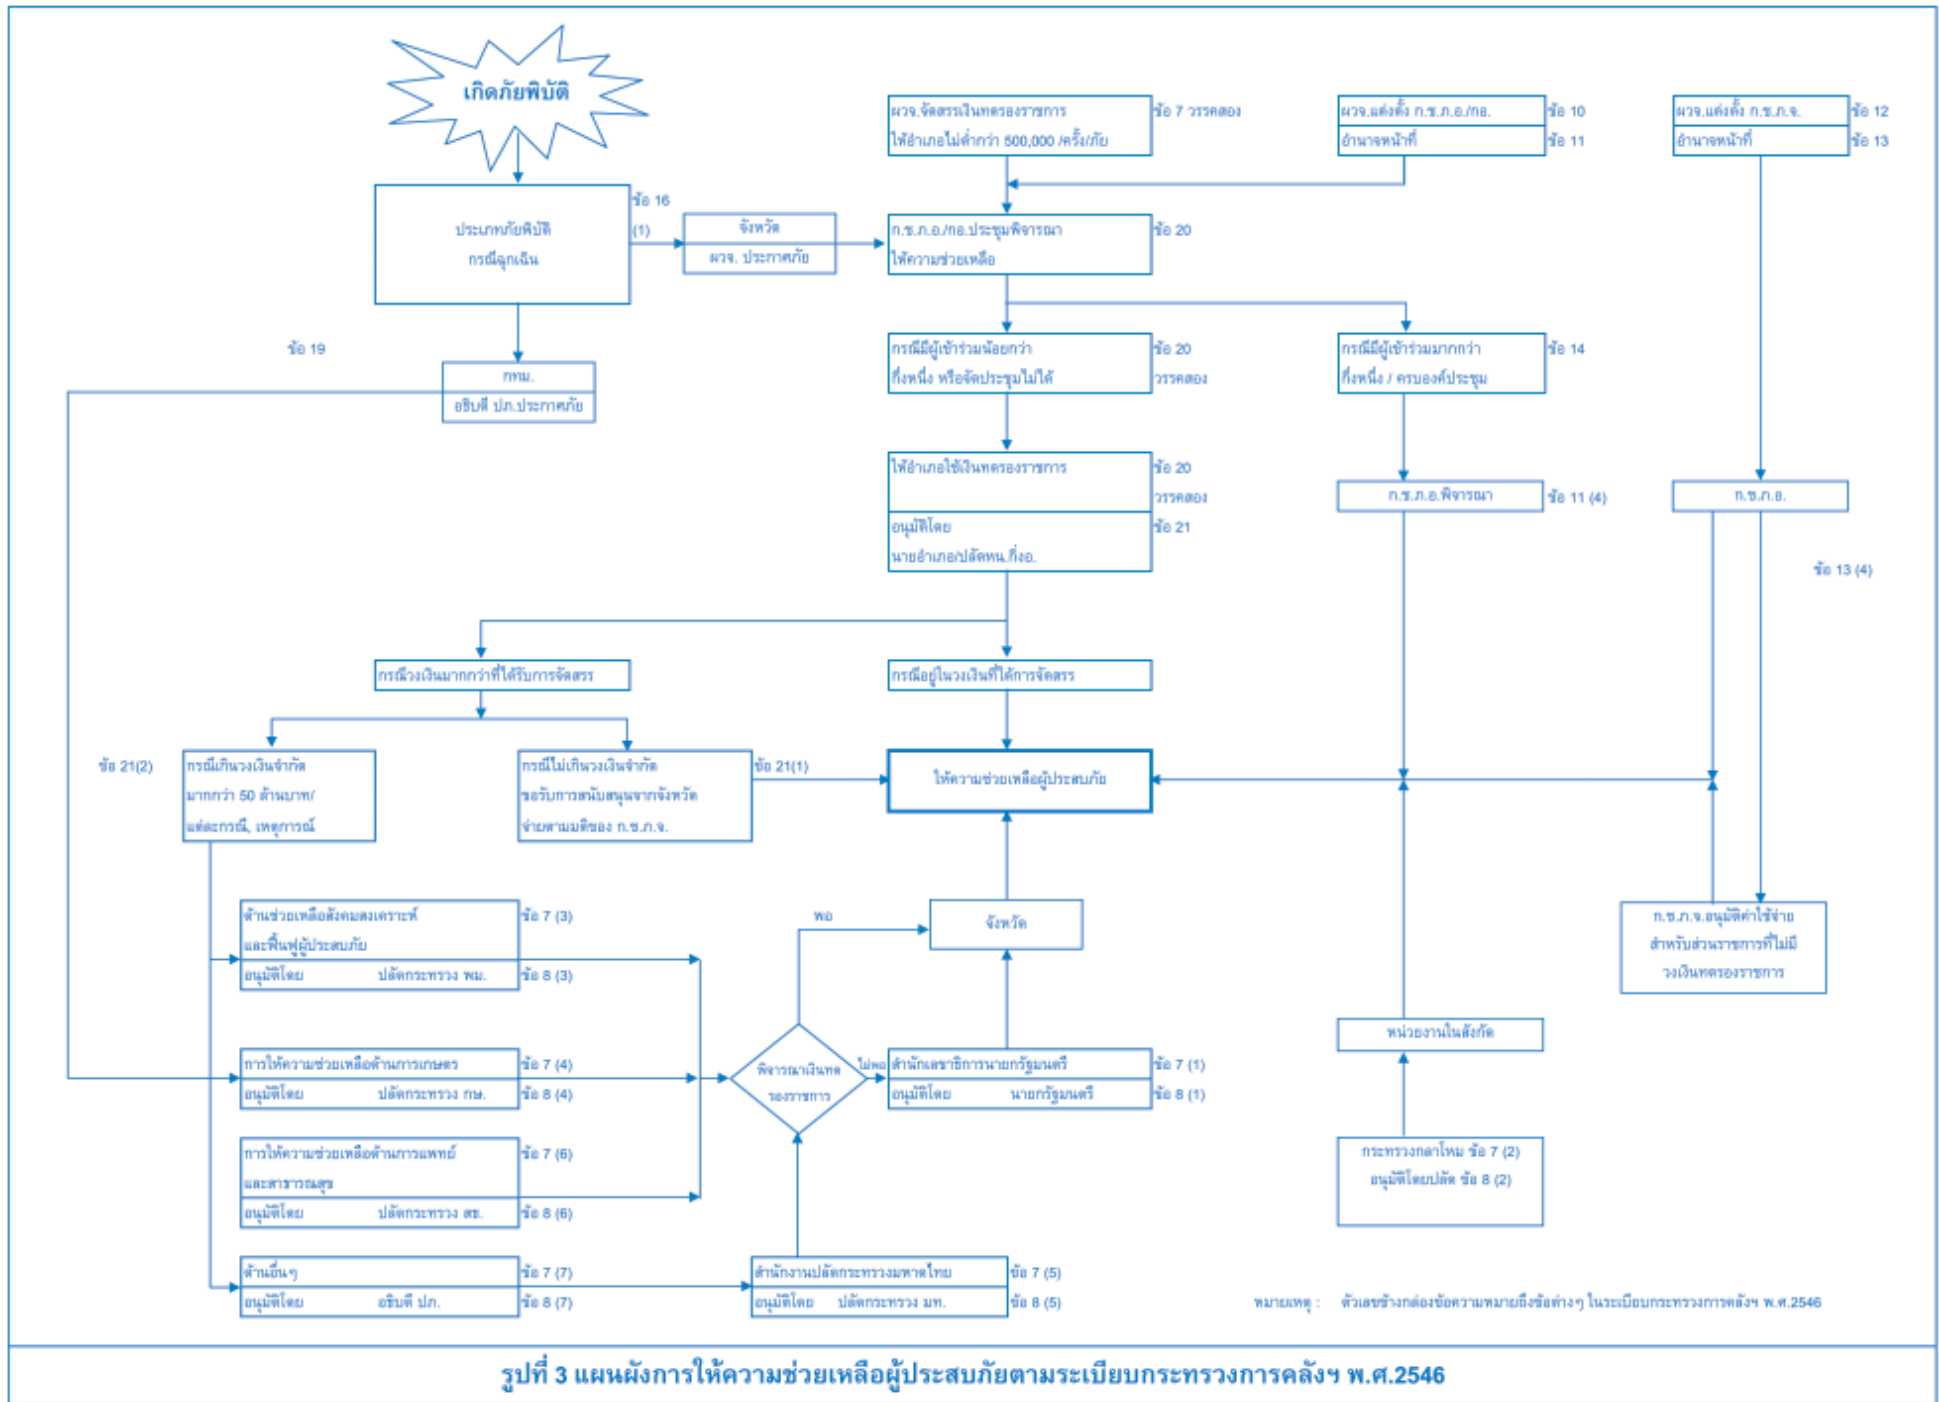 เกิดภัยพิบัติ
ผวจ.จัดสรรเงินทดรองราชการ
ให้อำเภอไม่ต่ำกว่า 500,000 /ครั้ง/ภัย
ข้อ 7 วรรคสอง
ผวจ.แต่งตั้ง ก.ช.ภ.อ./กอ.
ข้อ 10
อำนาจหน้าที่
ข้อ 11
ผวจ.แต่งตั้ง ก.ช.ภ.จ.
ข้อ 12
อำนาจหน้าที่
ข้อ 13
ประเภทภัยพิบัติ
กรณีฉุกเฉิน
ข้อ 16
(1)
จังหวัด
ผวจ. ประกาศภัย
ก.ช.ภ.อ./กอ.ประชุมพิจารณา
ให้ความช่วยเหลือ
ข้อ 20
ข้อ 19
กทม.
อธิบดี ปภ.ประกาศภัย
กรณีมีผู้เข้าร่วมน้อยกว่า
กึ่งหนึ่ง หรือจัดประชุมไม่ได้
ข้อ 20
วรรคสอง
กรณีมีผู้เข้าร่วมมากกว่า
กึ่งหนึ่ง / ครบองค์ประชุม
ข้อ 14
ให้อำเภอใช้เงินทดรองราชการ
ข้อ 20
วรรคสอง
อนุมัติโดย
ข้อ 21
นายอำเภอ/ปลัดหน.กิ่งอ.
ก.ช.ภ.อ.พิจารณา
ข้อ 11 (4)
ก.ช.ภ.อ.
ข้อ 13 (4)
กรณีวงเงินมากกว่าที่ได้รับการจัดสรร
กรณีอยู่ในวงเงินที่ได้การจัดสรร
ข้อ 21(2)
กรณีเกินวงเงินจำกัด
มากกว่า 50 ล้านบาท/
แต่ละกรณี, เหตุการณ์
กรณีไม่เกินวงเงินจำกัด
ขอรับการสนับสนุนจากจังหวัด
จ่ายตามมติของ ก.ช.ภ.จ.
ข้อ 21(1)
ให้ความช่วยเหลือผู้ประสบภัย
ด้านช่วยเหลือสังคมสงเคราะห์
และฟื้นฟูผู้ประสบภัย
ข้อ 7 (3)
อนุมัติโดย ปลัดกระทรวง พม.
ข้อ 8 (3)
พอ
จังหวัด
ก.ช.ภ.จ.อนุมัติค่าใช้จ่าย
สำหรับส่วนราชการที่ไม่มี
วงเงินทดรองราชการ
หน่วยงานในสังกัด
การให้ความช่วยเหลือด้านการเกษตร
ข้อ 7 (4)
อนุมัติโดย ปลัดกระทรวง กษ.
ข้อ 8 (4)
พิจารณาเงินทด
รองราชการ
ไม่พอ
สำนักเลขาธิการนายกรัฐมนตรี
ข้อ 7 (1)
อนุมัติโดย นายกรัฐมนตรี
ข้อ 8 (1)
การให้ความช่วยเหลือด้านการแพทย์
และสาธารณสุข
ข้อ 7 (6)
อนุมัติโดย ปลัดกระทรวง สธ.
ข้อ 8 (6)
กระทรวงกลาโหม ข้อ 7 (2)
อนุมัติโดยปลัด ข้อ 8 (2)
ด้านอื่นๆ
ข้อ 7 (7)
อนุมัติโดย อธิบดี ปภ.
ข้อ 8 (7)
สำนักงานปลัดกระทรวงมหาดไทย
ข้อ 7 (5)
อนุมัติโดย ปลัดกระทรวง มท.
ข้อ 8 (5)
หมายเหตุ : ตัวเลขข้างกล่องข้อความหมายถึงข้อต่างๆ ในระเบียบกระทรวงการคลังฯ พ.ศ.2546
รูปที่ 3 แผนผังการให้ความช่วยเหลือผู้ประสบภัยตามระเบียบกระทรวงการคลังฯ พ.ศ.2546